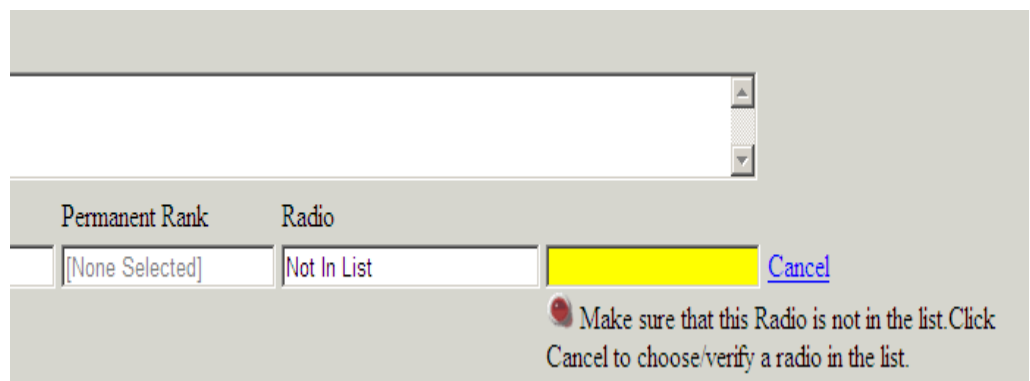 Permanent Rank Radio
[None Selected] Not In List Cancel
Make sure that this Radio is not in the list.Click
Cancel to choose/verify a radio in the list.